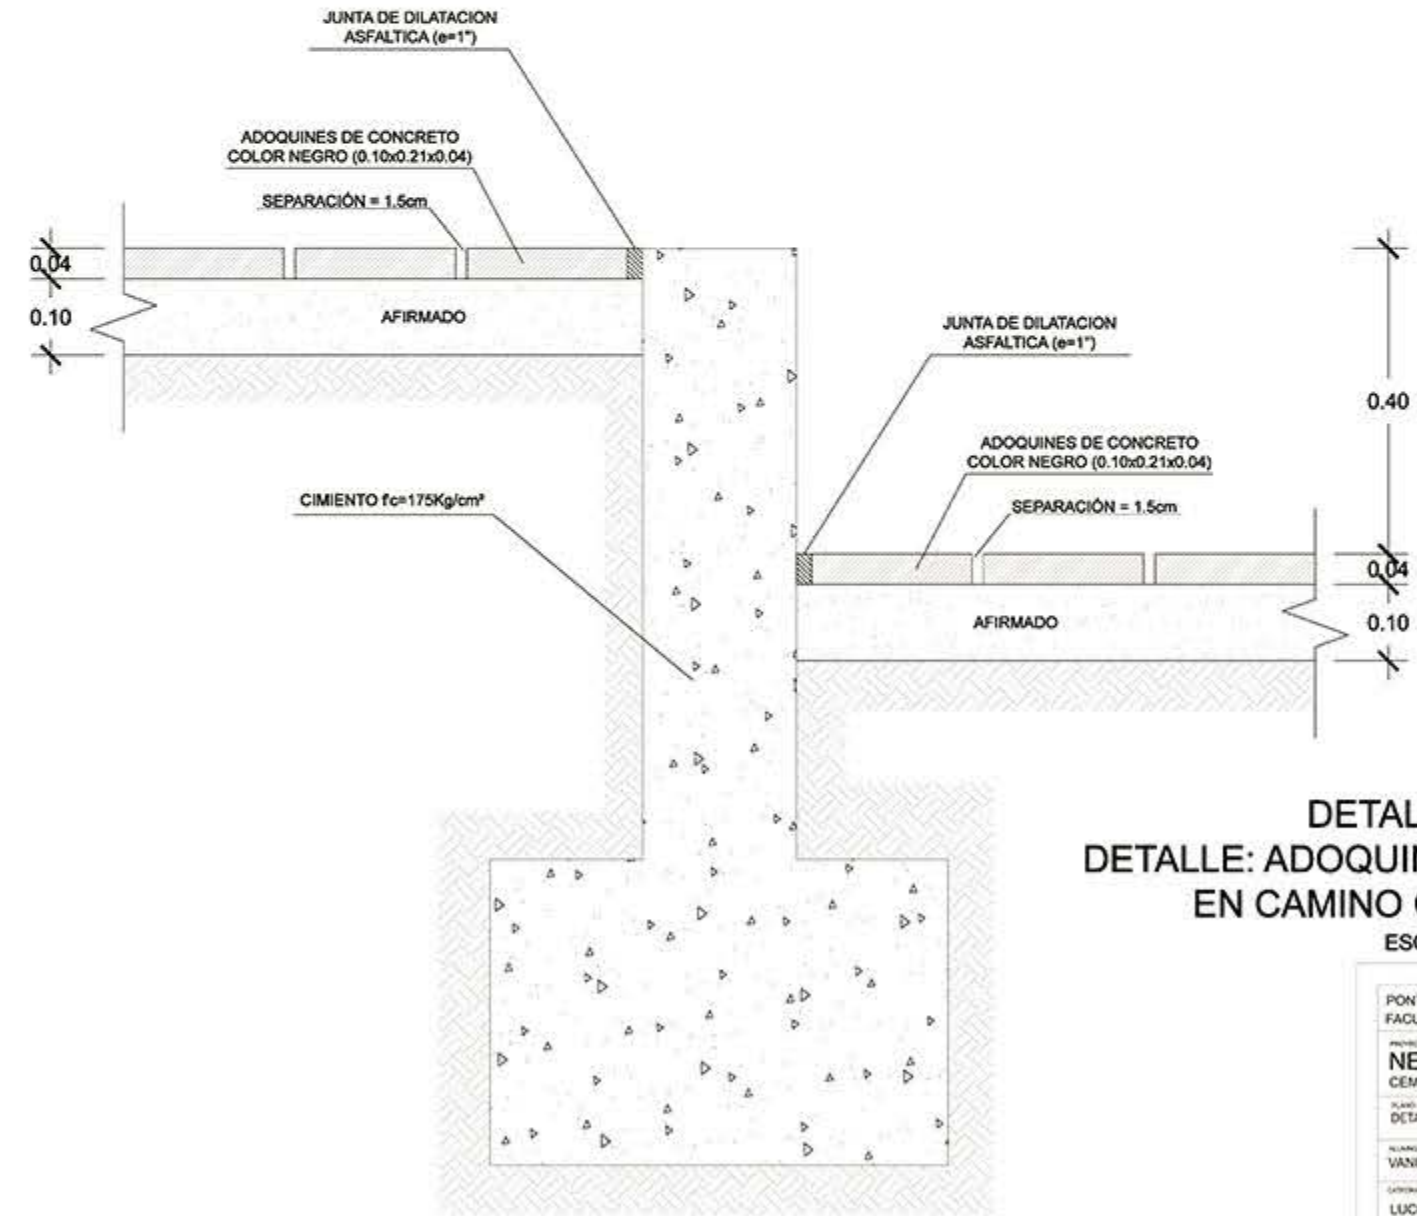 JUNTA DE DILATACION
ASFALTICA (e=1")
ADOQUINES DE CONCRETO
COLOR NEGRO (0.10x0.21x0.04)
SEPARACIÓN = 1.5cm
0.04
0.10
AFIRMADO
JUNTA DE DILATACION
ASFALTICA (e=1")
0.40
ADOQUINES DE CONCRETO
COLOR NEGRO (0.10x0.21x0.04)
CIMIENTO f'c=175Kg/cm²
SEPARACIÓN = 1.5cm
0.04
0.10
AFIRMADO
DETAL
DETALLE: ADOQUI
EN CAMINO
ESC
PON
FACU
NE
CEM
DETA
VAN
LUC